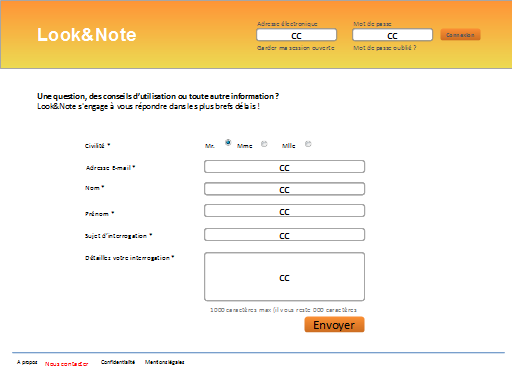 Look&Note
Adresse électronique
Mot de passe
CC
CC
Connexion
Garder ma session ouverte
Mot de passe oublié ?
Une question, des conseils d'utilisation ou toute autre information ?
Look&Note s'engage à vous répondre dans les plus brefs délais !
Civilité * Mr. Mme Mlle
Adresse E-mail * CC
Nom * CC
Prénom * CC
Sujet d'interrogation * CC
Détailles votre interrogation * CC
1000 caractères max (il vous reste 000 caractères
Envoyer
A propos Nous contacter Confidentialité Mentions légales